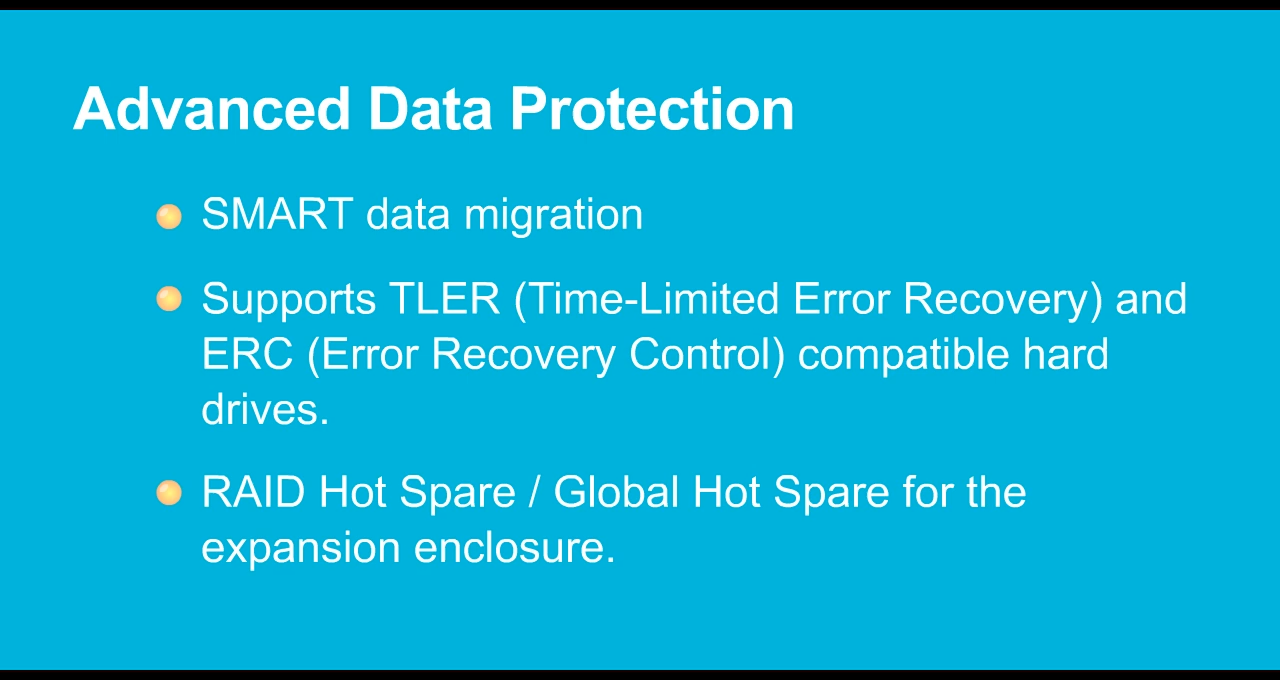 Advanced Data Protection
SMART data migration
Supports TLER (Time-Limited Error Recovery) and
ERC (Error Recovery Control) compatible hard
drives.
RAID Hot Spare / Global Hot Spare for the
expansion enclosure.